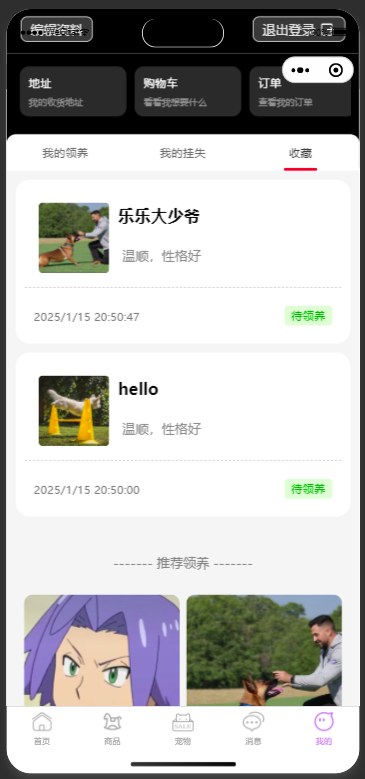 编辑资料
退出登录
地址
我的收货地址
购物车
看看我想要什么
订单
查看我的订单
我的领养
我的挂失
收藏
乐乐大少爷
温顺，性格好
2025/1/15 20:50:47
待领养
hello
温顺，性格好
2025/1/15 20:50:00
待领养
------- 推荐领养 -------
首页
商品
宠物
消息
我的